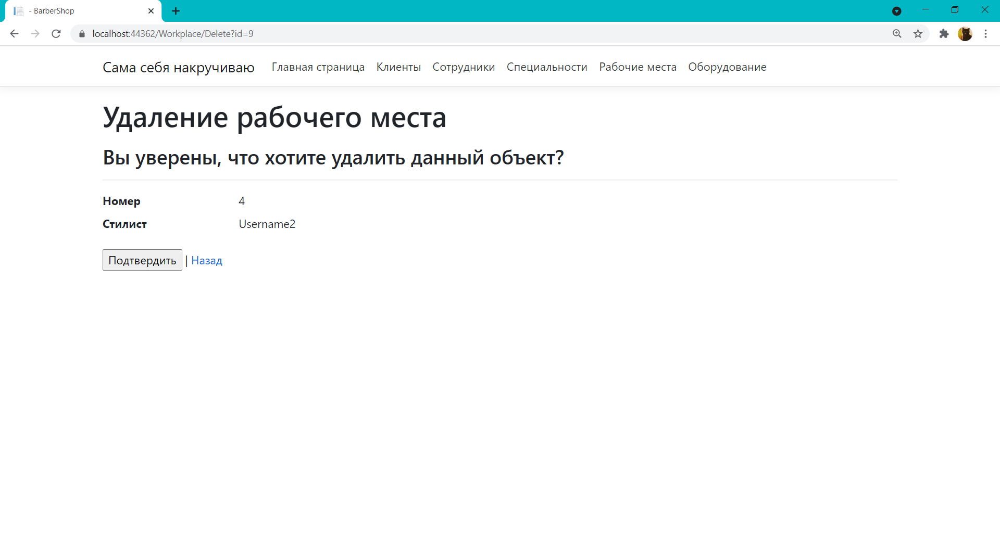 - BarberShop
localhost:44362/Workplace/Delete?id=9
Сама себя накручиваю Главная страница Клиенты Сотрудники Специальности Рабочие места Оборудование
Удаление рабочего места
Вы уверены, что хотите удалить данный объект?
Номер 4
Стилист Username2
Подтвердить | Назад